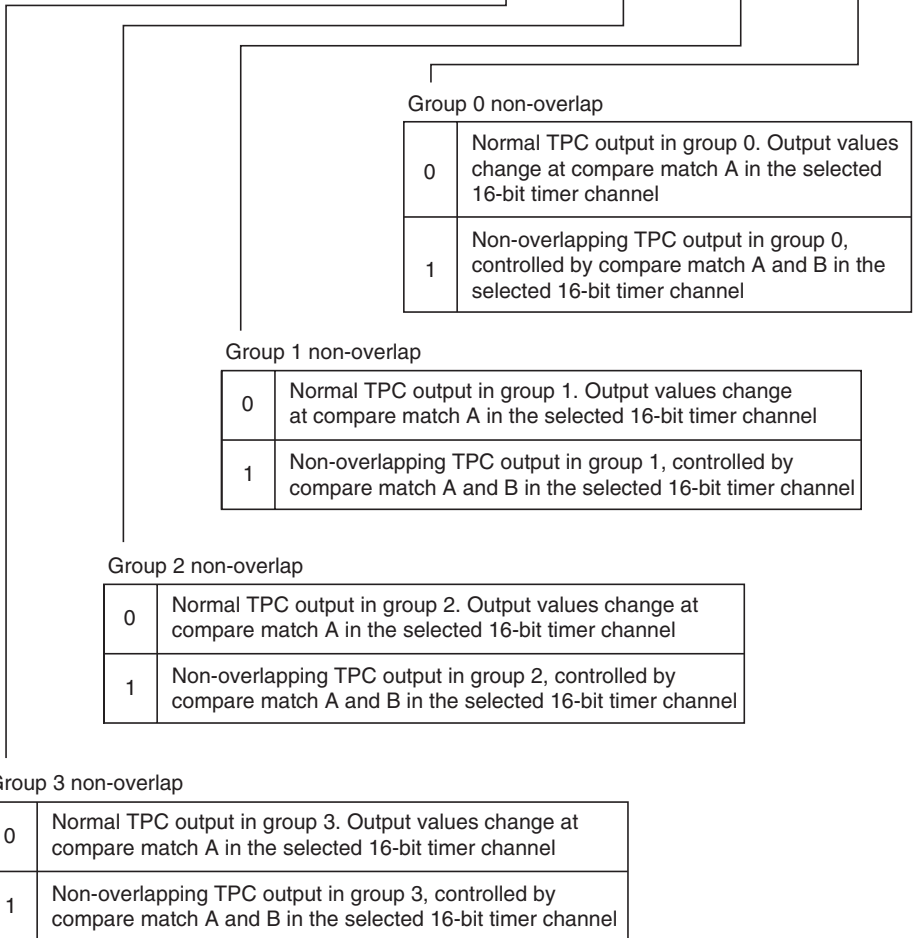 Group 0 non-overlap
0
Normal TPC output in group 0. Output values
change at compare match A in the selected
16-bit timer channel
1
Non-overlapping TPC output in group 0,
controlled by compare match A and B in the
selected 16-bit timer channel
Group 1 non-overlap
0
Normal TPC output in group 1. Output values change
at compare match A in the selected 16-bit timer channel
1
Non-overlapping TPC output in group 1, controlled by
compare match A and B in the selected 16-bit timer channel
Group 2 non-overlap
0
Normal TPC output in group 2. Output values change at
compare match A in the selected 16-bit timer channel
1
Non-overlapping TPC output in group 2, controlled by
compare match A and B in the selected 16-bit timer channel
Group 3 non-overlap
0
Normal TPC output in group 3. Output values change at
compare match A in the selected 16-bit timer channel
1
Non-overlapping TPC output in group 3, controlled by
compare match A and B in the selected 16-bit timer channel